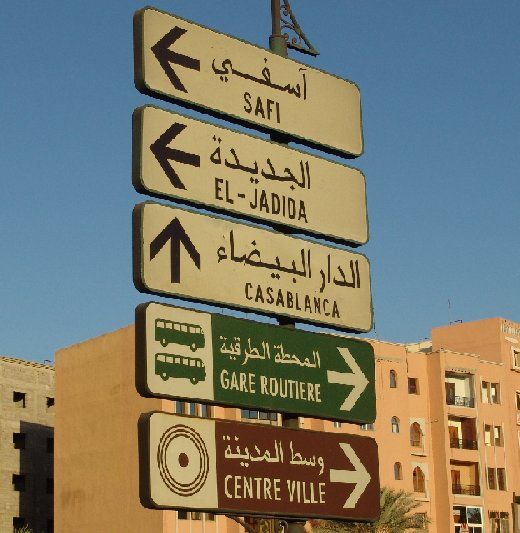 آسفي
SAFI
الجديدة
EL-JADIDA
الدار البيضاء
CASABLANCA
المحطة الطرقية
GARE ROUTIERE
وسط المدينة
CENTRE VILLE